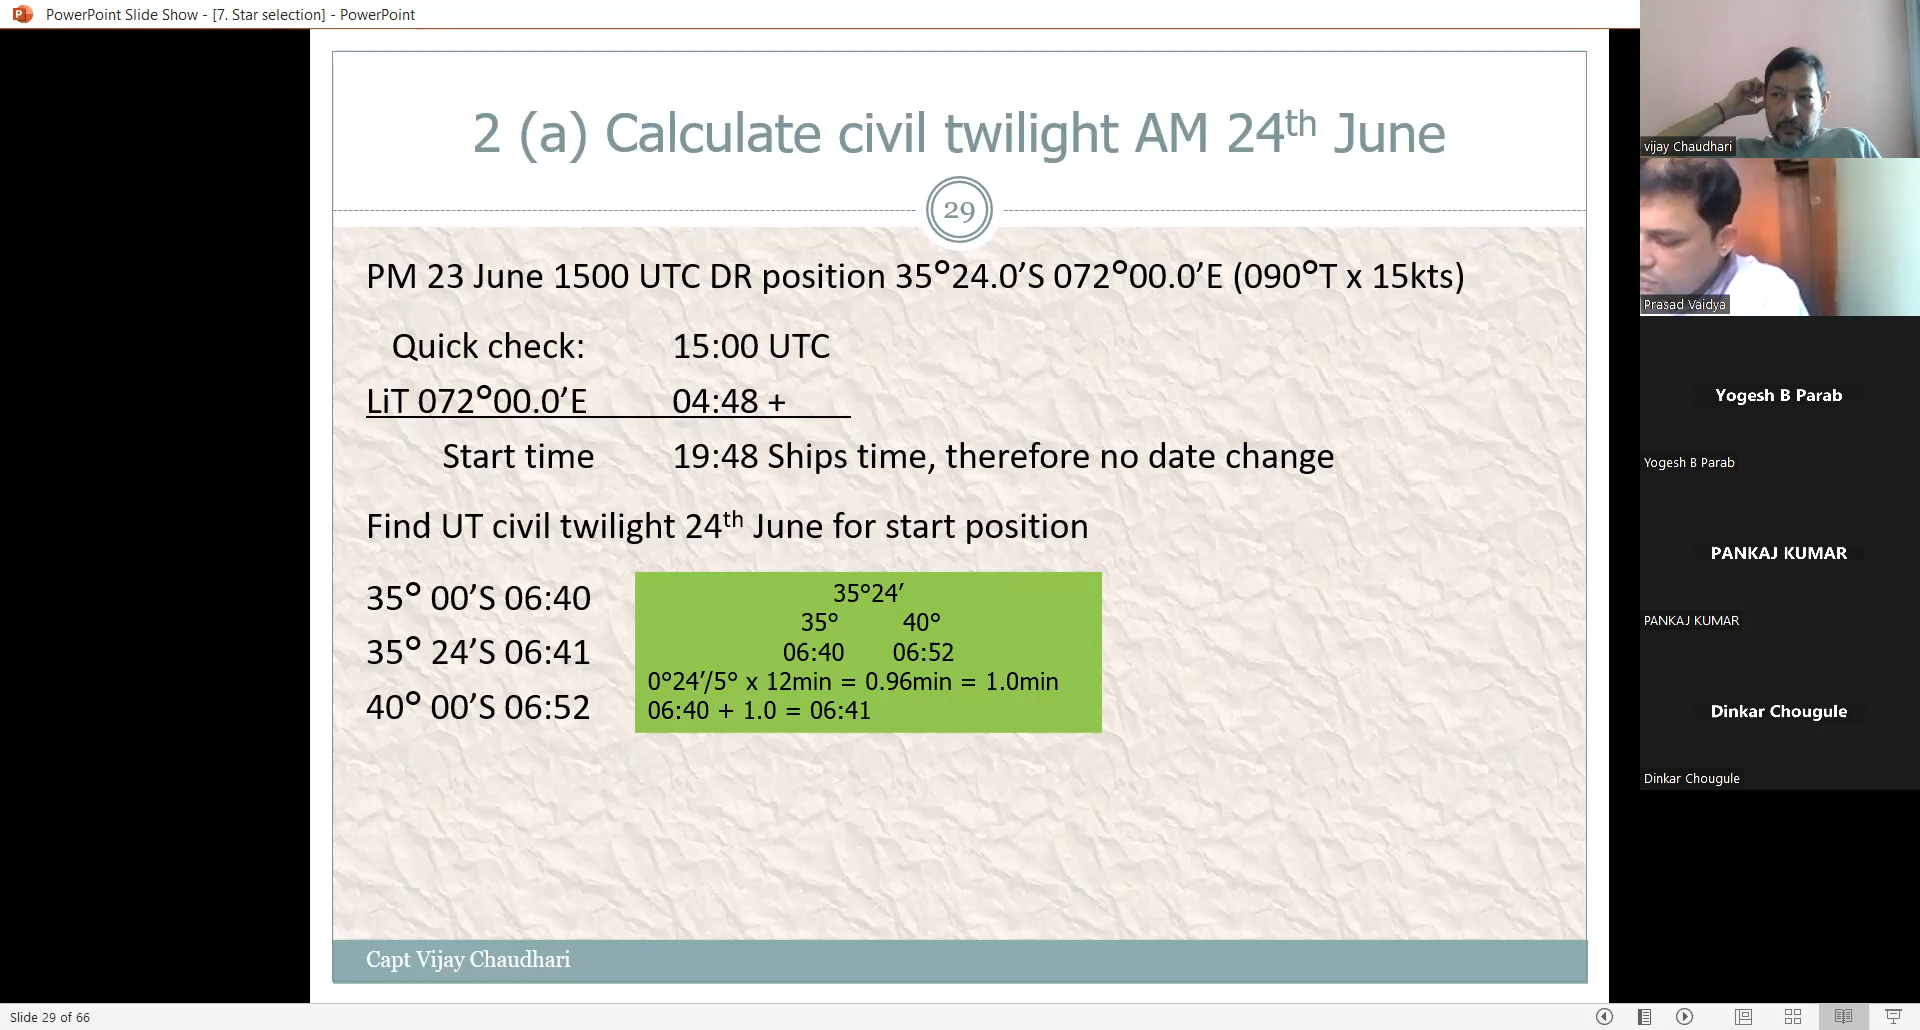 PowerPoint Slide Show - [7. Star selection] - PowerPoint
2 (a) Calculate civil twilight AM 24th June
29
PM 23 June 1500 UTC DR position 35°24.0’S 072°00.0’E (090°T x 15kts)
Quick check: 15:00 UTC
LiT 072°00.0’E 04:48 +
Start time 19:48 Ships time, therefore no date change
Find UT civil twilight 24th June for start position
35° 00’S 06:40
35° 24’S 06:41
40° 00’S 06:52
35°24’
35° 40°
06:40 06:52
0°24’/5° x 12min = 0.96min = 1.0min
06:40 + 1.0 = 06:41
Capt Vijay Chaudhari
Slide 29 of 66
vijay Chaudhari
Prasad Vaidya
Yogesh B Parab
Yogesh B Parab
PANKAJ KUMAR
PANKAJ KUMAR
Dinkar Chougule
Dinkar Chougule